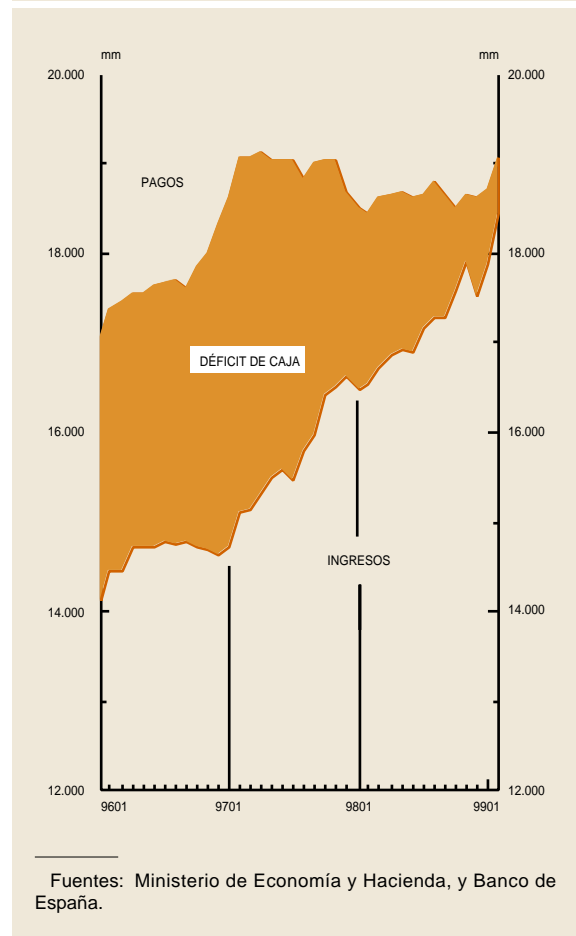 mm mm
20.000 20.000
PAGOS
18.000 18.000
DÉFICIT DE CAJA
16.000 16.000
INGRESOS
14.000 14.000
12.000 12.000
9601 9701 9801 9901
Fuentes: Ministerio de Economía y Hacienda, y Banco de
España.